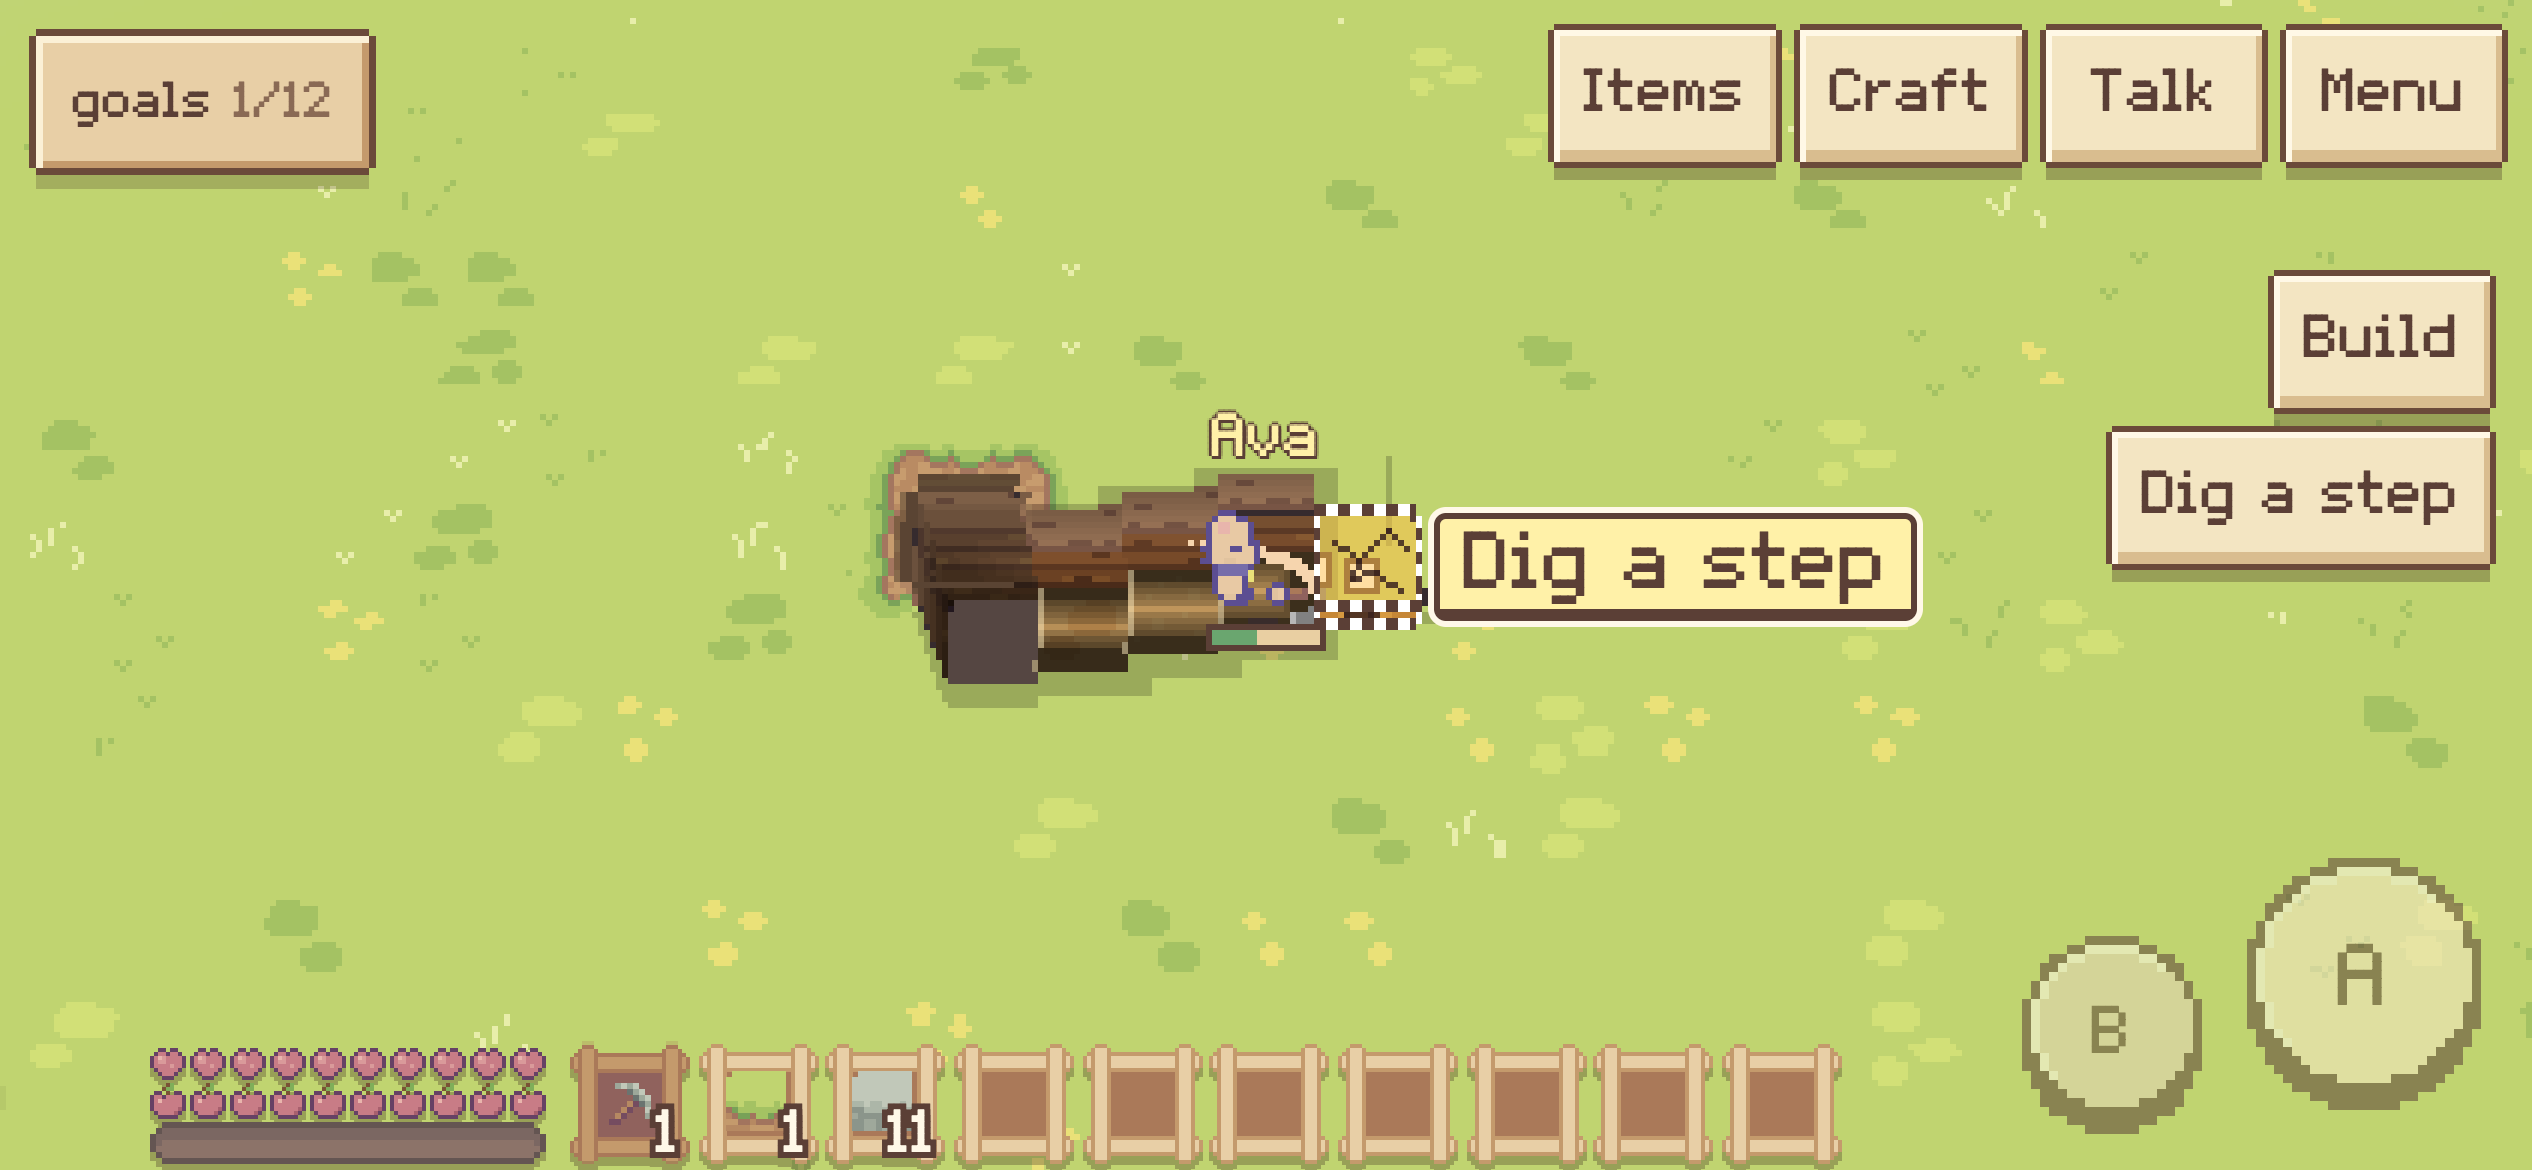 goals 1/12
Items
Craft
Talk
Menu
Build
Dig a step
Ava
Dig a step
B
A
1
1
11